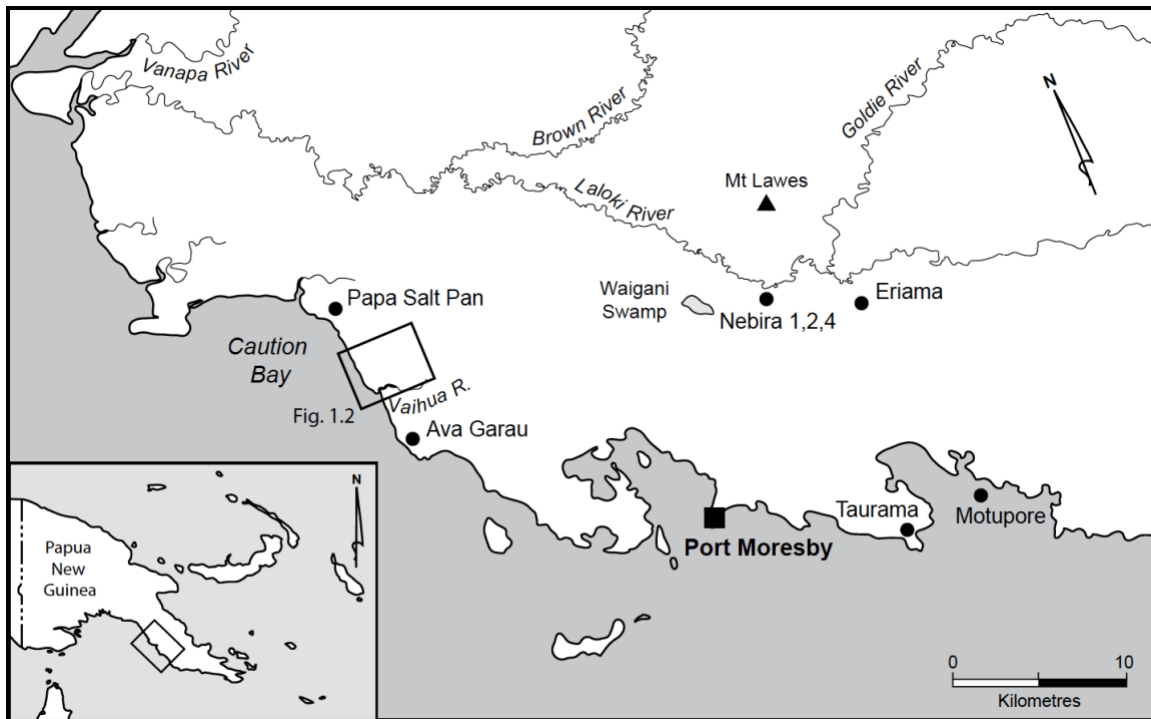 Vanapa River
Brown River
Goldie River
N
Mt Lawes
Laloki River
Papa Salt Pan
Waigani
Swamp
Nebira 1,2,4
Eriama
Caution
Bay
Vaihua R.
Fig. 1.2
Ava Garau
Taurama
Motupore
Port Moresby
N
Papua
New
Guinea
0
10
Kilometres